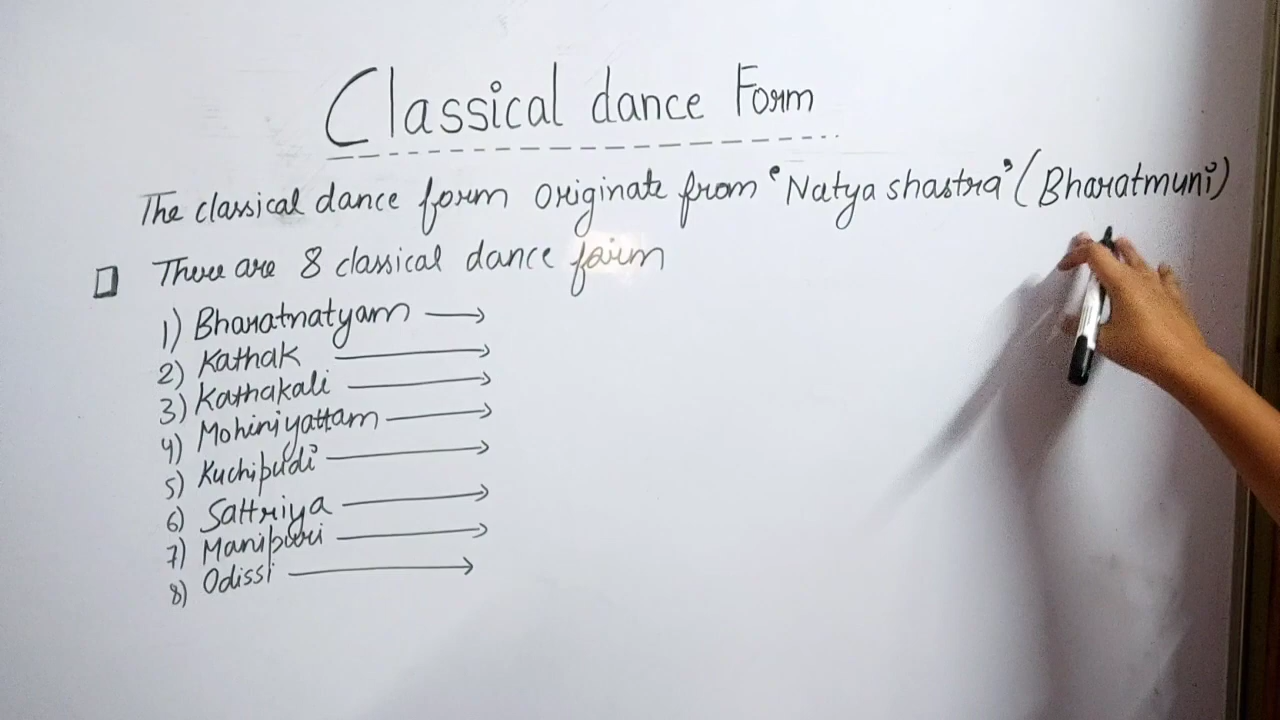 Classical dance Form
The classical dance form originate from 'Natya shastra' (Bharatmuni)
There are 8 classical dance form
1) Bharatnatyam →
2) Kathak →
3) Kathakali →
4) Mohiniyattam →
5) Kuchipudi →
6) Sattriya →
7) Manipuri →
8) Odissi →